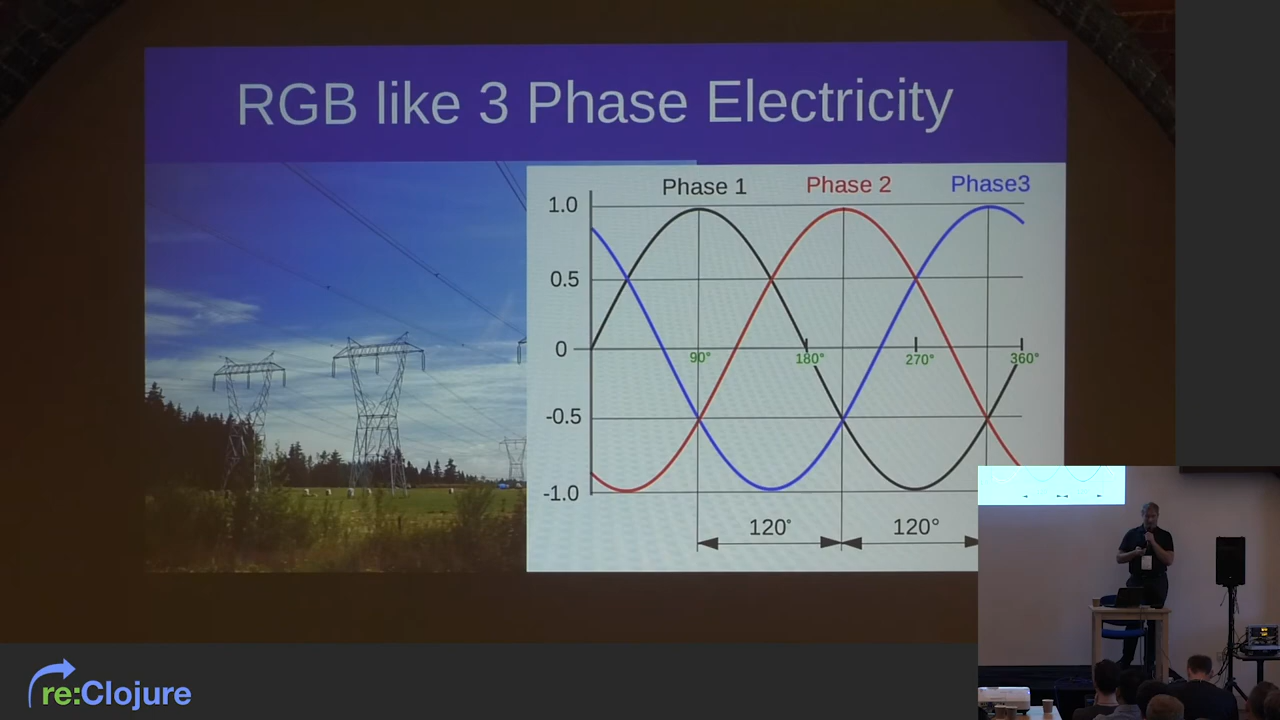 RGB like 3 Phase Electricity
Phase 1 Phase 2 Phase3
1.0
0.5
0
90° 180° 270° 360°
-0.5
-1.0
120° 120°
re:Clojure